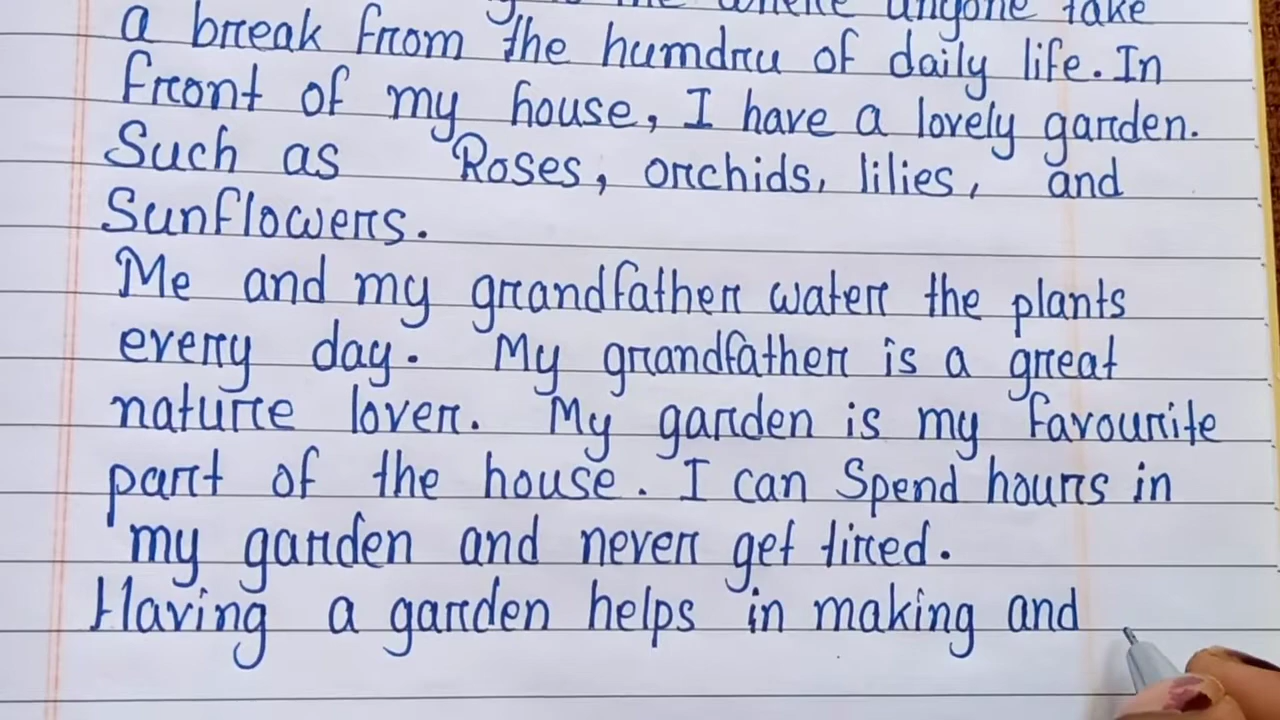 anyone take
a break from the humdru of daily life. In
front of my house, I have a lovely garden.
Such as Roses, orchids, lilies, and
Sunflowers.
Me and my grandfather water the plants
every day. My grandfather is a great
nature lover. My garden is my favourite
part of the house. I can Spend hours in
my garden and never get tired.
Having a garden helps in making and